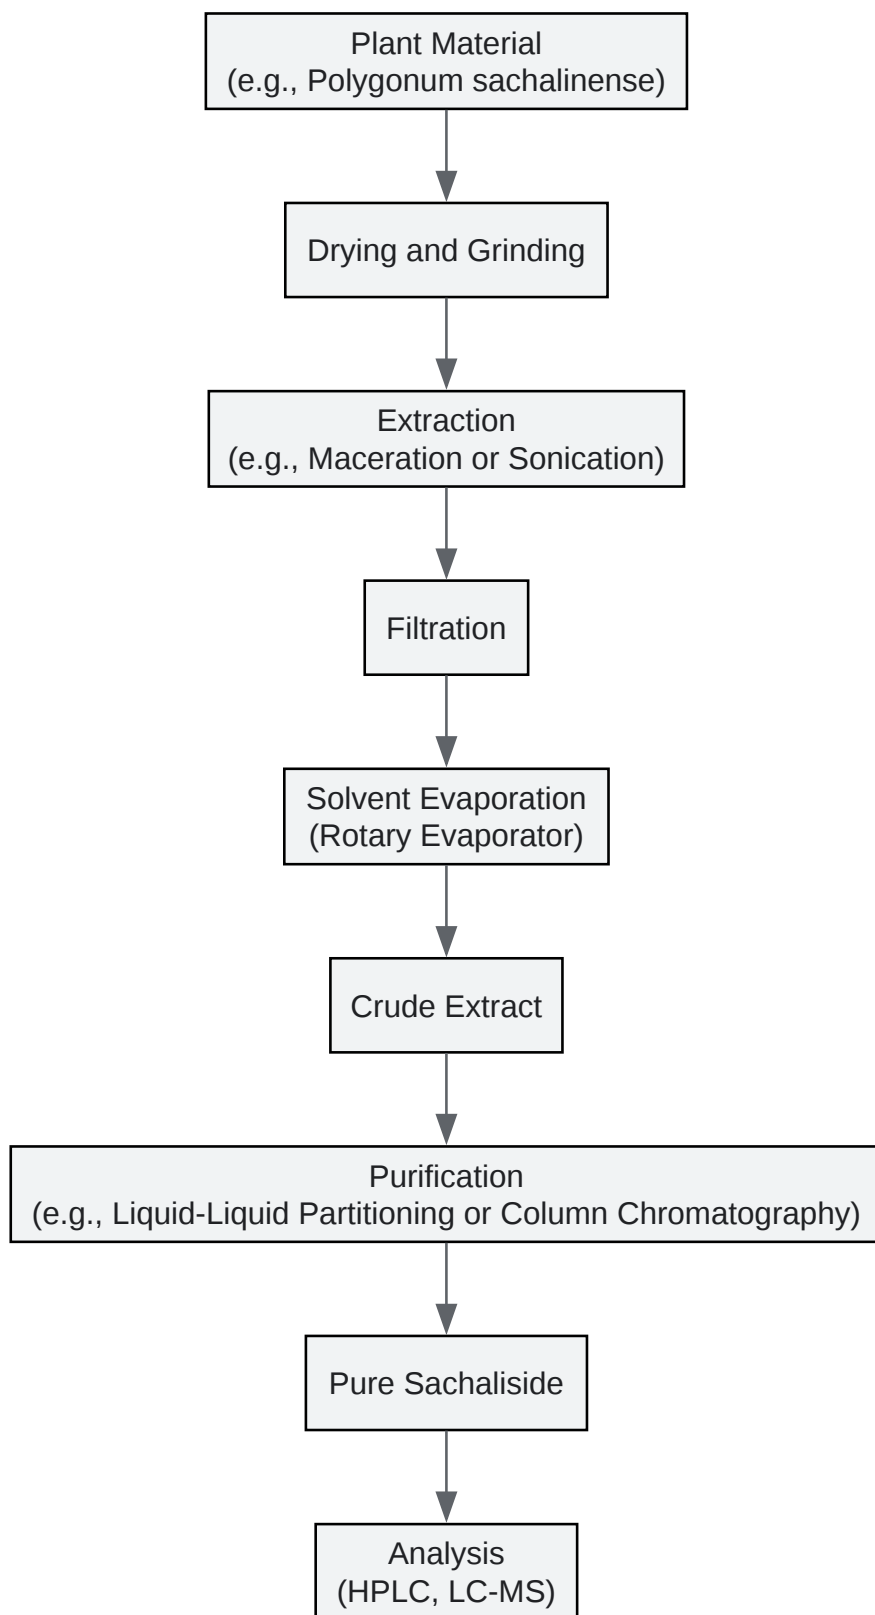 Plant Material
(e.g., Polygonum sachalinense)
Drying and Grinding
Extraction
(e.g., Maceration or Sonication)
Filtration
Solvent Evaporation
(Rotary Evaporator)
Crude Extract
Purification
(e.g., Liquid-Liquid Partitioning or Column Chromatography)
Pure Sachaliside
Analysis
(HPLC, LC-MS)